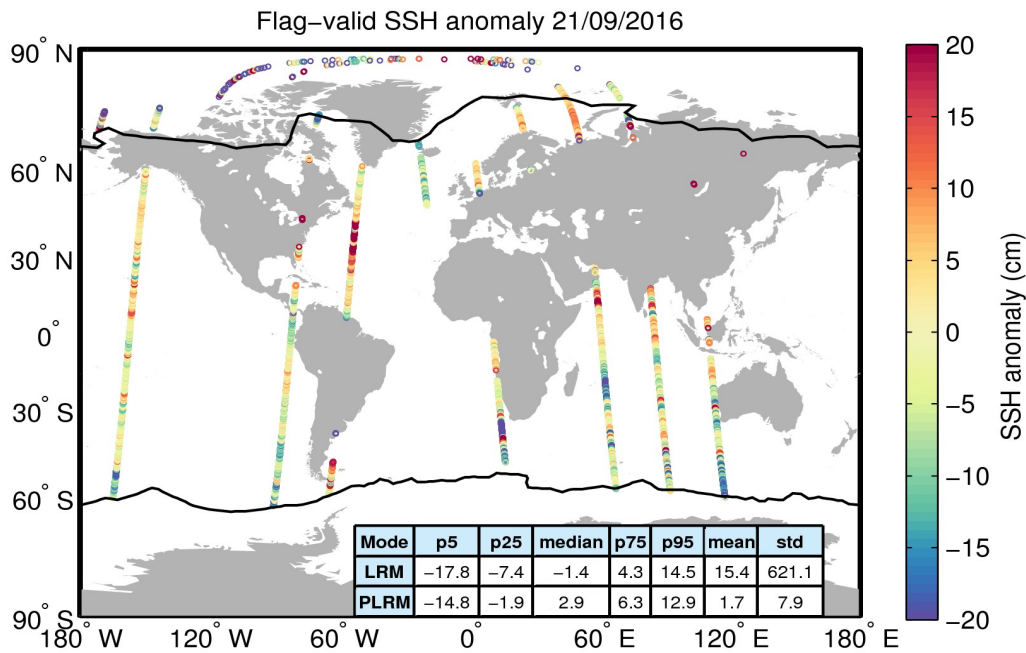 Flag−valid SSH anomaly 21/09/2016
90° N
60° N
30° N
0°
30° S
60° S
90° S
180° W
120° W
60° W
0°
60° E
120° E
180° E
Mode p5 p25 median p75 p95 mean std
LRM −17.8 −7.4 −1.4 4.3 14.5 15.4 621.1
PLRM −14.8 −1.9 2.9 6.3 12.9 1.7 7.9
20
15
10
5
0
−5
−10
−15
−20
SSH anomaly (cm)